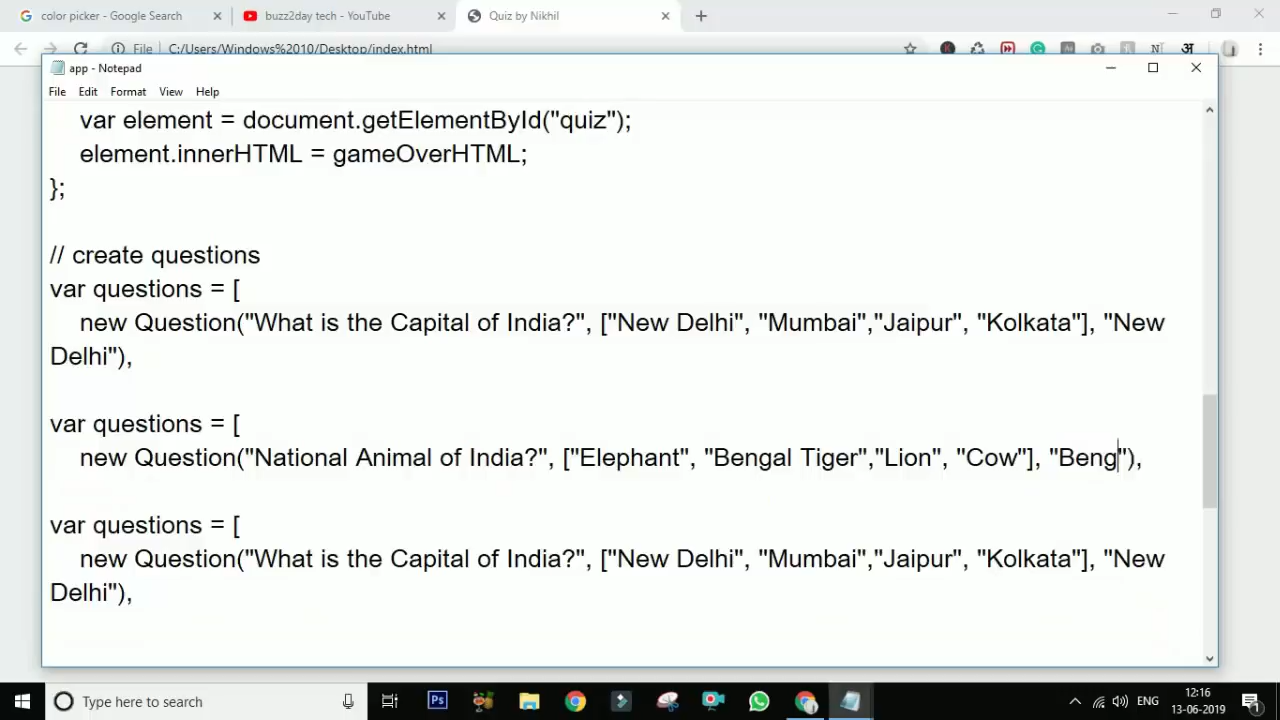 color picker - Google Search
buzz2day tech - YouTube
Quiz by Nikhil
File
C:/Users/Windows%2010/Desktop/index.html
app - Notepad
File Edit Format View Help
var element = document.getElementById("quiz");
element.innerHTML = gameOverHTML;
};
// create questions
var questions = [
new Question("What is the Capital of India?", ["New Delhi", "Mumbai","Jaipur", "Kolkata"], "New
Delhi"),
var questions = [
new Question("National Animal of India?", ["Elephant", "Bengal Tiger","Lion", "Cow"], "Beng"),
var questions = [
new Question("What is the Capital of India?", ["New Delhi", "Mumbai","Jaipur", "Kolkata"], "New
Delhi"),
Type here to search
Ps
ENG
12:16
13-06-2019